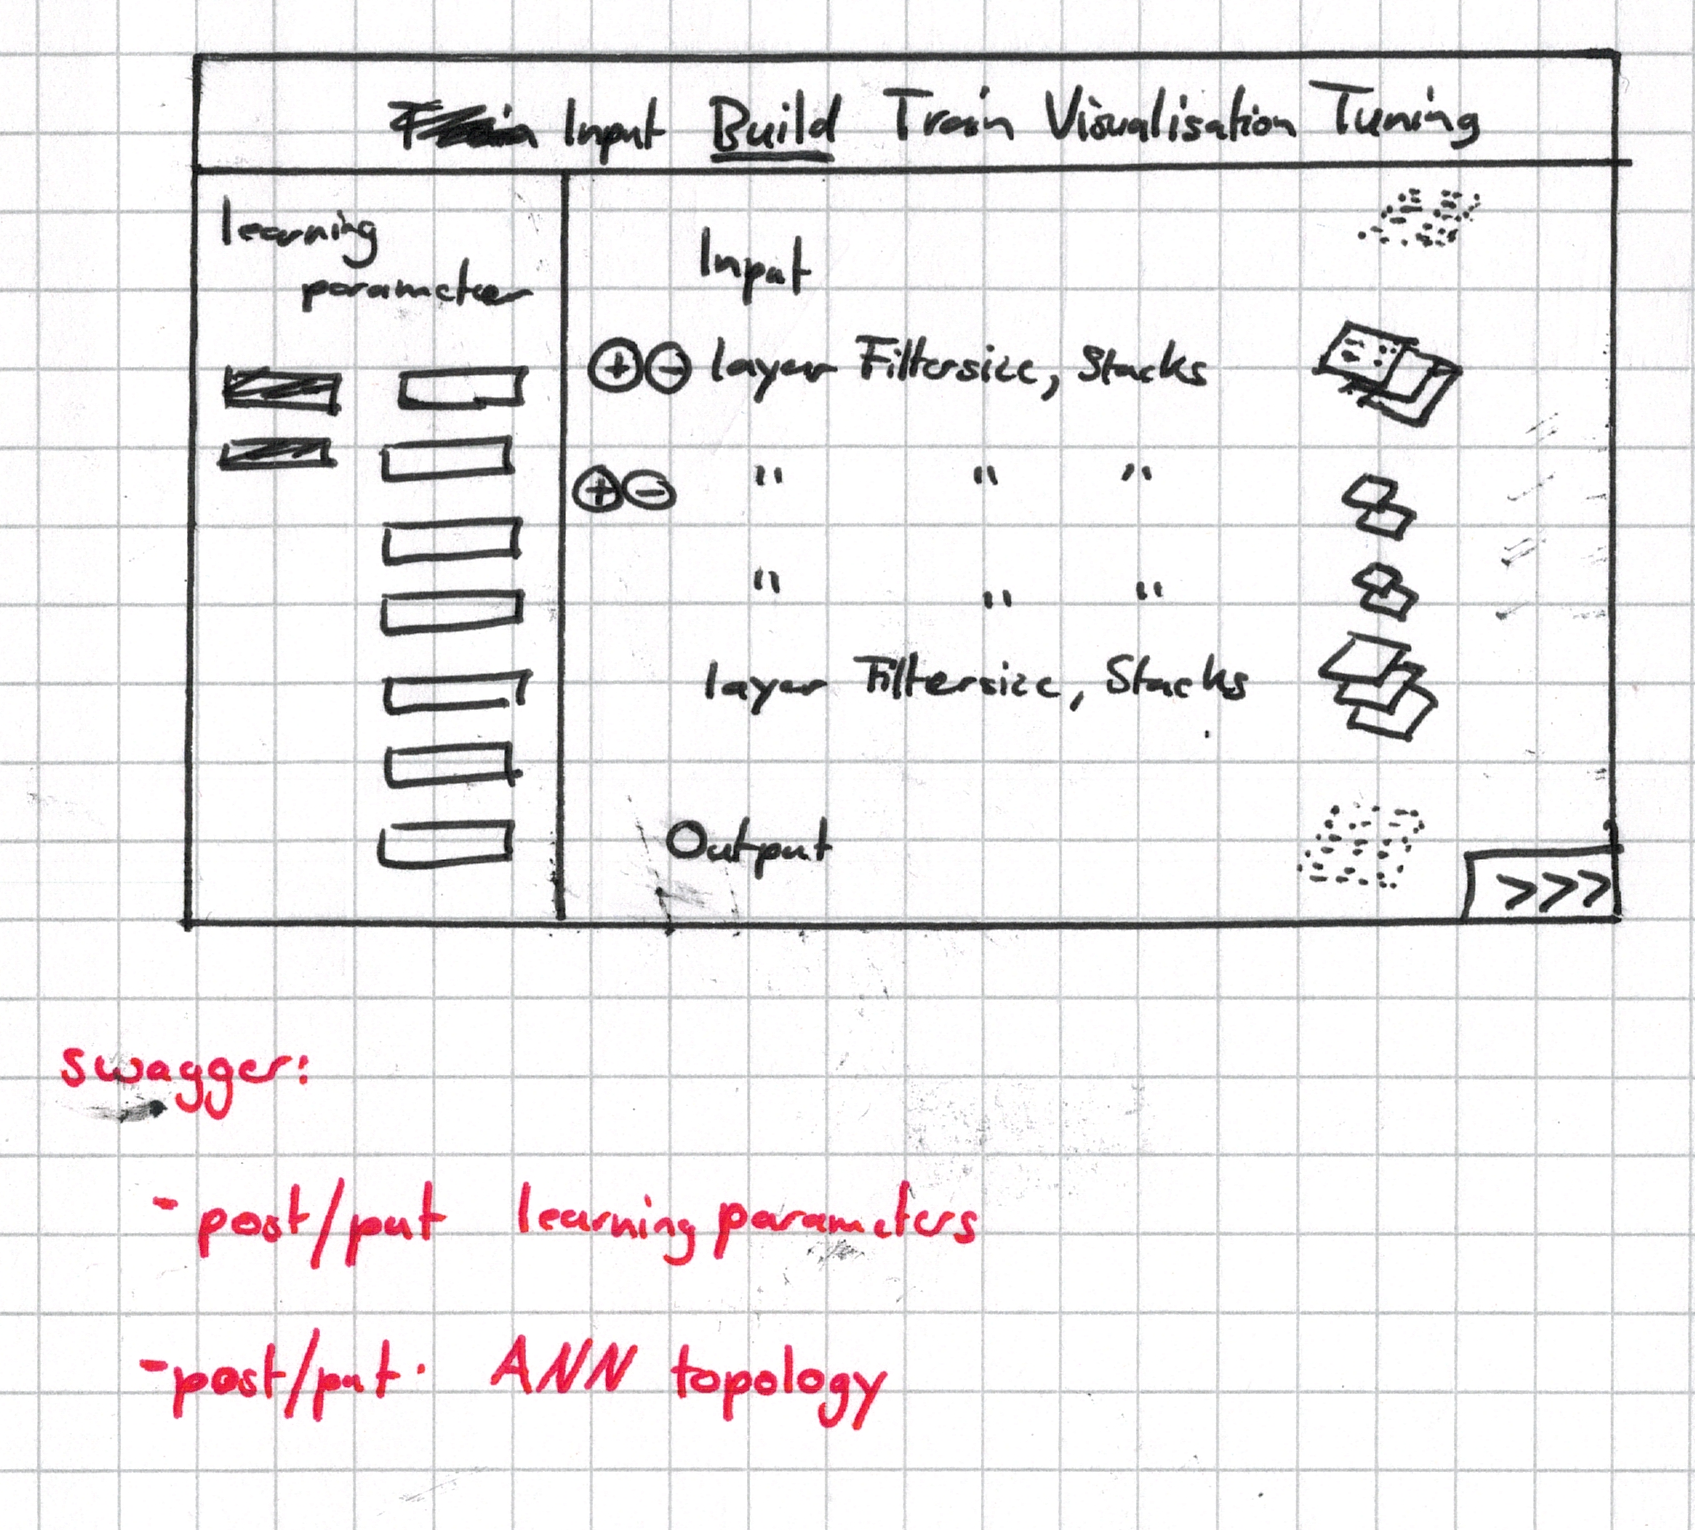 Input Build Train Visualisation Tuning
learning
parameter
Input
+ - layer Filtersize, Stacks
+ - " " "
" " "
layer Filtersize, Stacks
Output
>>>
swagger:
- post/put learning parameters
- post/put. ANN topology